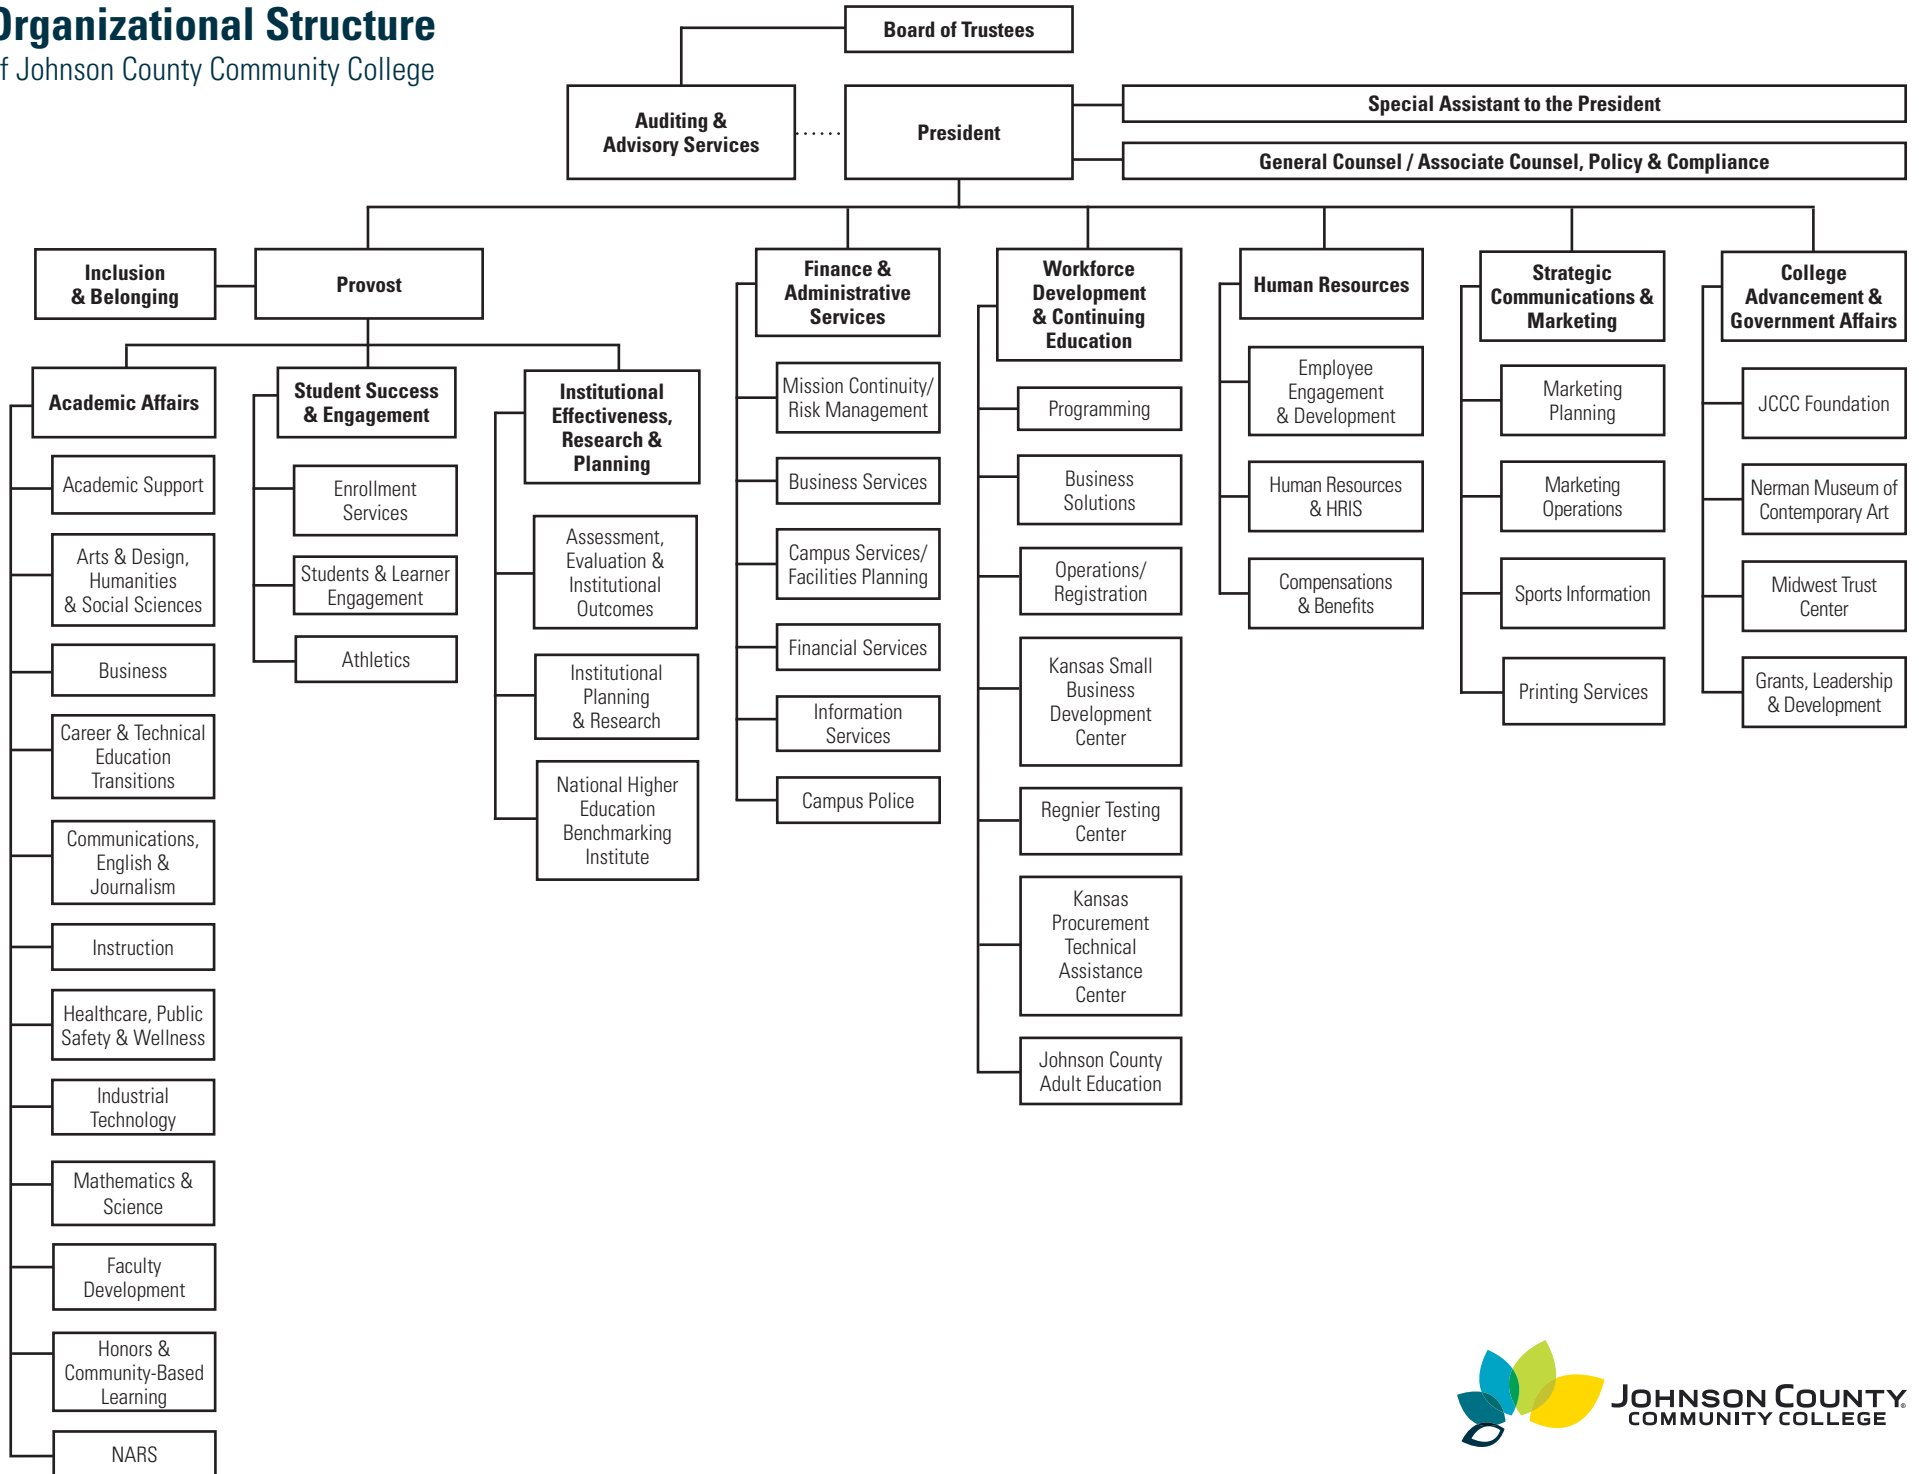 Organizational Structure
of Johnson County Community College
Board of Trustees
Auditing &
Advisory Services
President
Special Assistant to the President
General Counsel / Associate Counsel, Policy & Compliance
Inclusion
& Belonging
Provost
Finance &
Administrative
Services
Workforce
Development
& Continuing
Education
Human Resources
Strategic
Communications &
Marketing
College
Advancement &
Government Affairs
Academic Affairs
Academic Support
Arts & Design,
Humanities
& Social Sciences
Business
Career & Technical
Education
Transitions
Communications,
English &
Journalism
Instruction
Healthcare, Public
Safety & Wellness
Industrial
Technology
Mathematics &
Science
Faculty
Development
Honors &
Community-Based
Learning
NARS
Student Success
& Engagement
Enrollment
Services
Students & Learner
Engagement
Athletics
Institutional
Effectiveness,
Research &
Planning
Assessment,
Evaluation &
Institutional
Outcomes
Institutional
Planning
& Research
National Higher
Education
Benchmarking
Institute
Mission Continuity/
Risk Management
Business Services
Campus Services/
Facilities Planning
Financial Services
Information
Services
Campus Police
Programming
Business
Solutions
Operations/
Registration
Kansas Small
Business
Development
Center
Regnier Testing
Center
Kansas
Procurement
Technical
Assistance
Center
Johnson County
Adult Education
Employee
Engagement
& Development
Human Resources
& HRIS
Compensations
& Benefits
Marketing
Planning
Marketing
Operations
Sports Information
Printing Services
JCCC Foundation
Nerman Museum of
Contemporary Art
Midwest Trust
Center
Grants, Leadership
& Development
JOHNSON COUNTY®
COMMUNITY COLLEGE